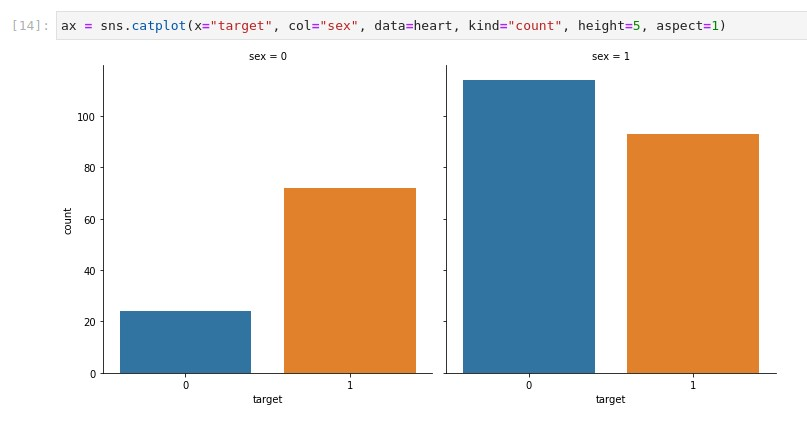 [14]: ax = sns.catplot(x="target", col="sex", data=heart, kind="count", height=5, aspect=1)
sex = 0
sex = 1
100
80
60
40
20
0
count
0
1
target
0
1
target